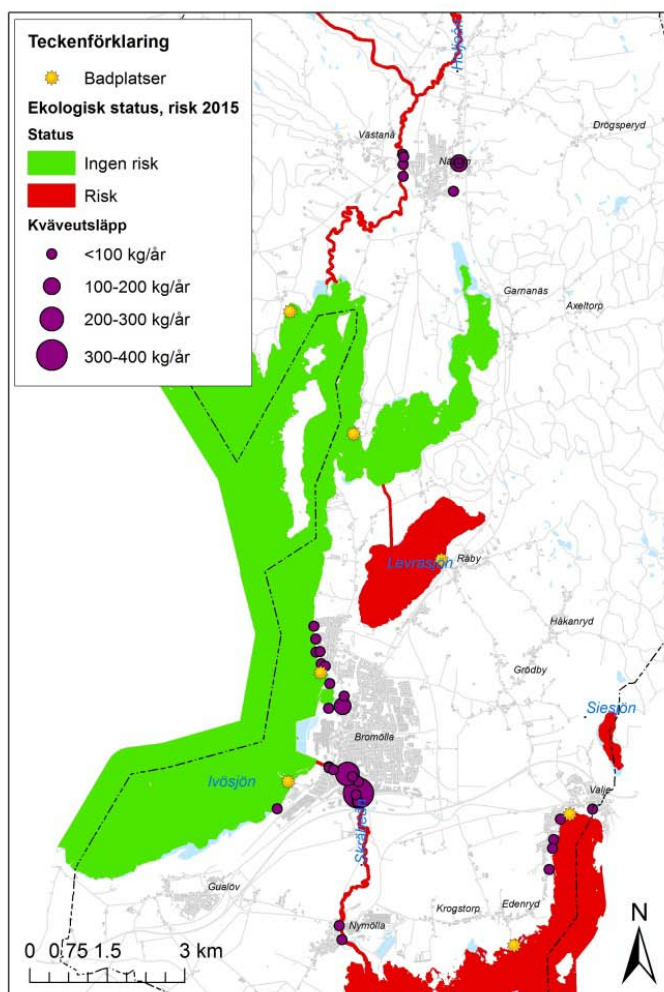 Teckenförklaring
Badplatser
Ekologisk status, risk 2015
Status
Ingen risk
Risk
Kväveutsläpp
<100 kg/år
100-200 kg/år
200-300 kg/år
300-400 kg/år
Västanå
Drögsperyd
Garnanäs
Axeltorp
Levrasjön
Råby
Håkanryd
Grödby
Siesjön
Bromölla
Ivösjön
Valje
Gualöv
Krogstorp
Edenryd
Nymölla
N
0 0.75 1.5 3 km